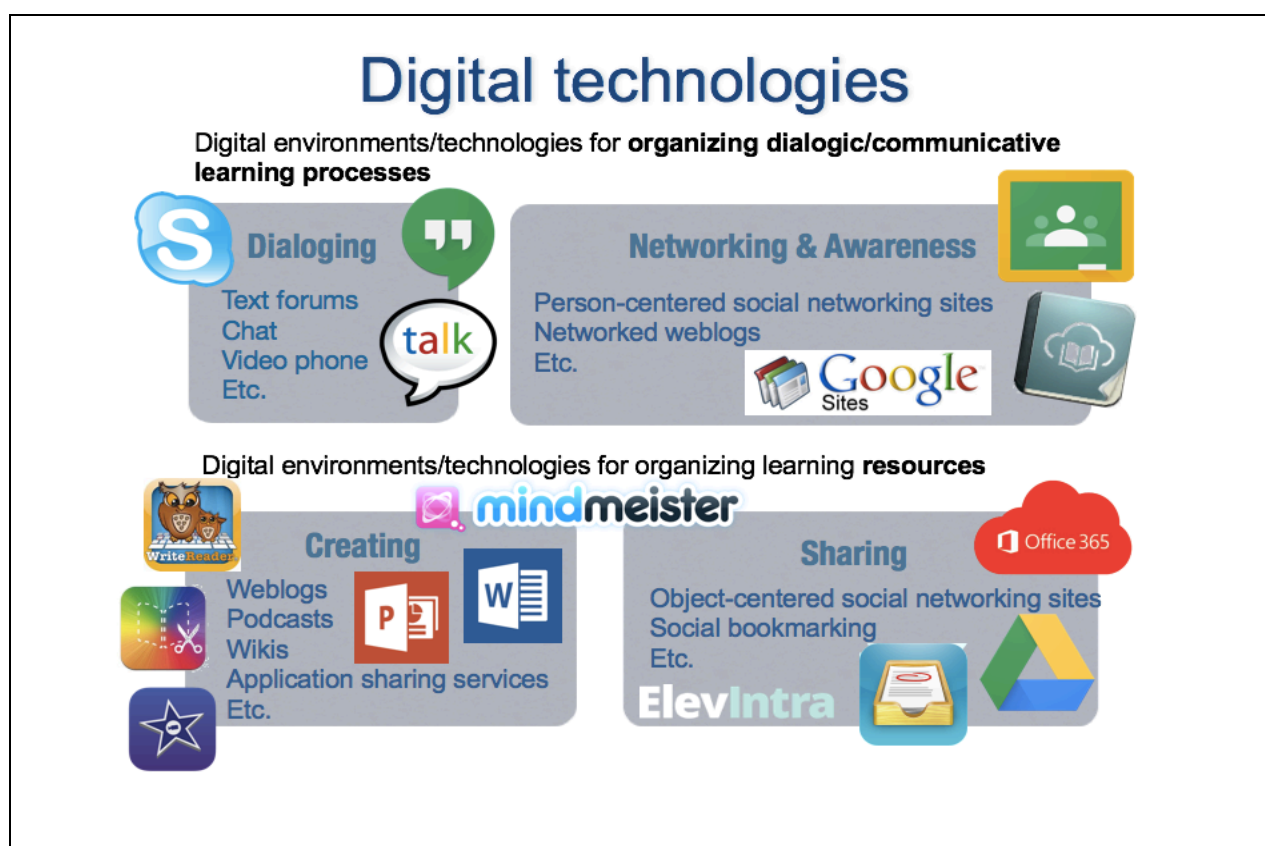 Digital technologies
Digital environments/technologies for organizing dialogic/communicative
learning processes
S
Dialoging
Text forums
Chat
Video phone
Etc.
talk
Networking & Awareness
Person-centered social networking sites
Networked weblogs
Etc.
Google
Sites
Digital environments/technologies for organizing learning resources
WriteReader
mindmeister
Creating
Weblogs
Podcasts
Wikis
Application sharing services
Etc.
P
W
Sharing
Office 365
Object-centered social networking sites
Social bookmarking
Etc.
ElevIntra